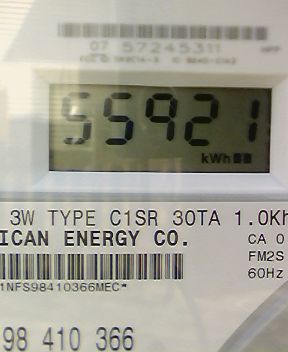 07 57245311
55921
kWh
3W TYPE C1SR 30TA 1.0Kh
ICAN ENERGY CO.
CA 0
FM2S
60Hz
1NFS98410366MEC*
98 410 366